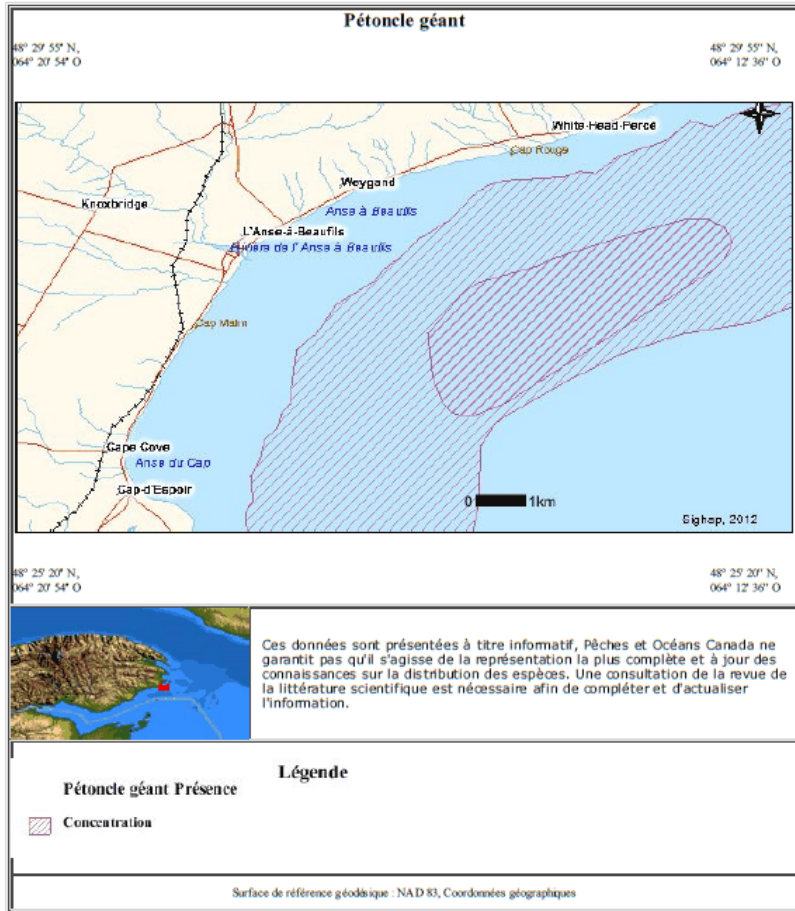 Pétoncle géant
48° 29' 55" N,
064° 20' 54" O
48° 29' 55" N,
064° 12' 36" O
White-Head-Percé
Cap Rouge
Weygand
Knoxbridge
Anse à Beaufils
L'Anse-à-Beaufils
Rivière de l'Anse à Beaufils
Cap Malin
Cape Cove
Anse du Cap
Cap-d'Espoir
0 1km
Sighap, 2012
48° 25' 20" N,
064° 20' 54" O
48° 25' 20" N,
064° 12' 36" O
Ces données sont présentées à titre informatif, Pêches et Océans Canada ne
garantit pas qu'il s'agisse de la représentation la plus complète et à jour des
connaissances sur la distribution des espèces. Une consultation de la revue de
la littérature scientifique est nécessaire afin de compléter et d'actualiser
l'information.
Légende
Pétoncle géant Présence
Concentration
Surface de référence géodésique : NAD 83, Coordonnées géographiques